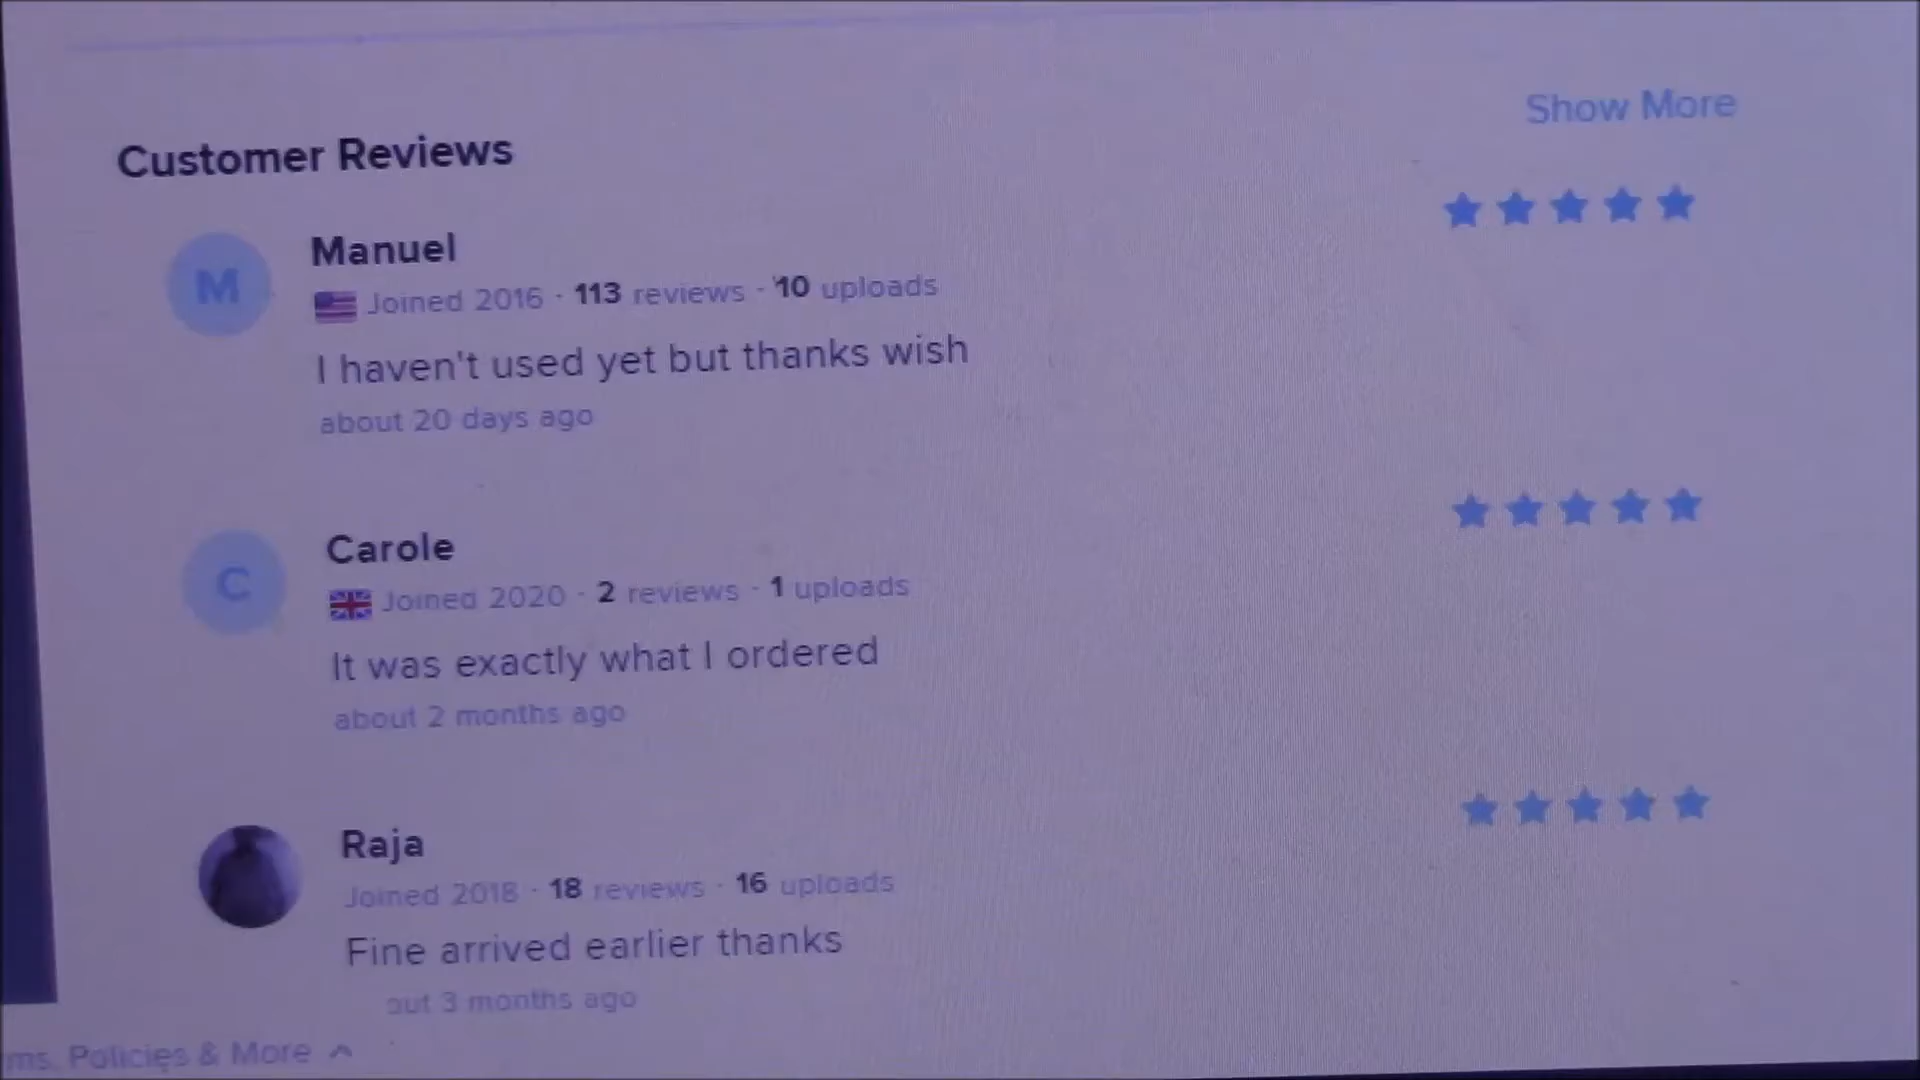 Show More
Customer Reviews
M
Manuel
Joined 2016 · 113 reviews · 10 uploads
I haven't used yet but thanks wish
about 20 days ago
C
Carole
Joined 2020 · 2 reviews · 1 uploads
It was exactly what I ordered
about 2 months ago
Raja
Joined 2018 · 18 reviews · 16 uploads
Fine arrived earlier thanks
out 3 months ago
ms, Policies & More